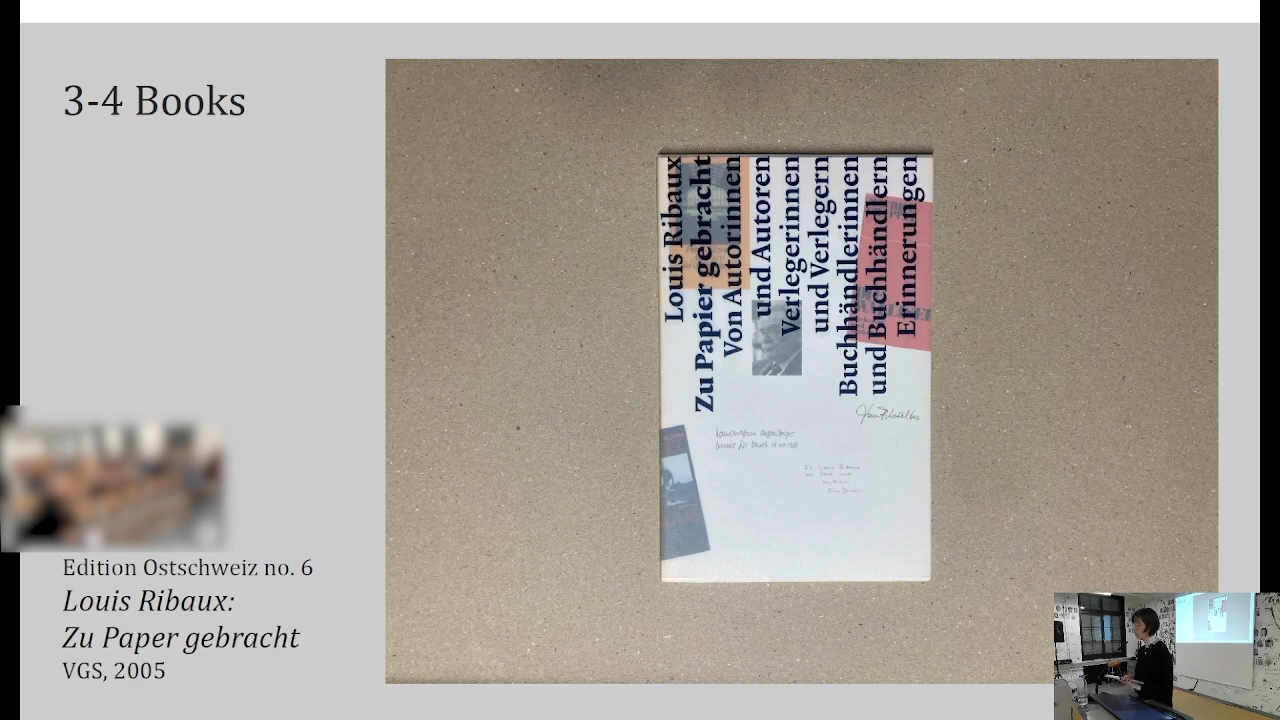 3-4 Books
Louis Ribaux
Zu Papier gebracht
Von Autorinnen
und Autoren
Verlegerinnen
und Verlegern
Buchhändlerinnen
und Buchhändlern
Erinnerungen
Edition Ostschweiz no. 6
Louis Ribaux:
Zu Paper gebracht
VGS, 2005